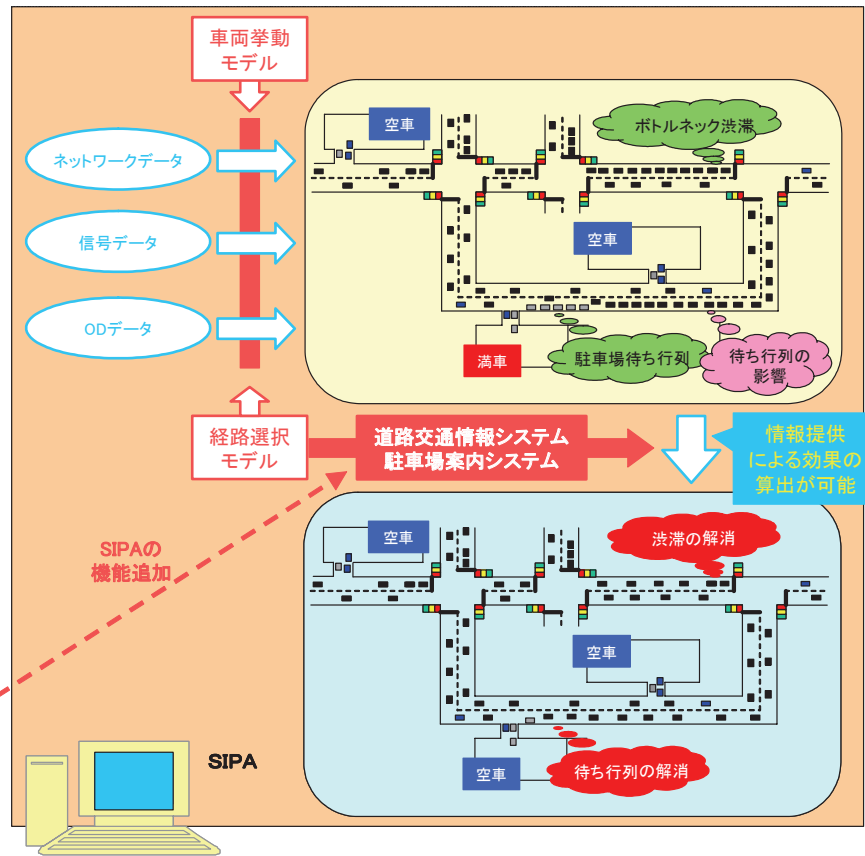 車両挙動
モデル
空車
ボトルネック渋滞
ネットワークデータ
信号データ
空車
ODデータ
満車
駐車場待ち行列
待ち行列の
影響
経路選択
モデル
道路交通情報システム
駐車場案内システム
情報提供
による効果の
算出が可能
空車
渋滞の解消
SIPAの
機能追加
空車
SIPA
空車
待ち行列の解消